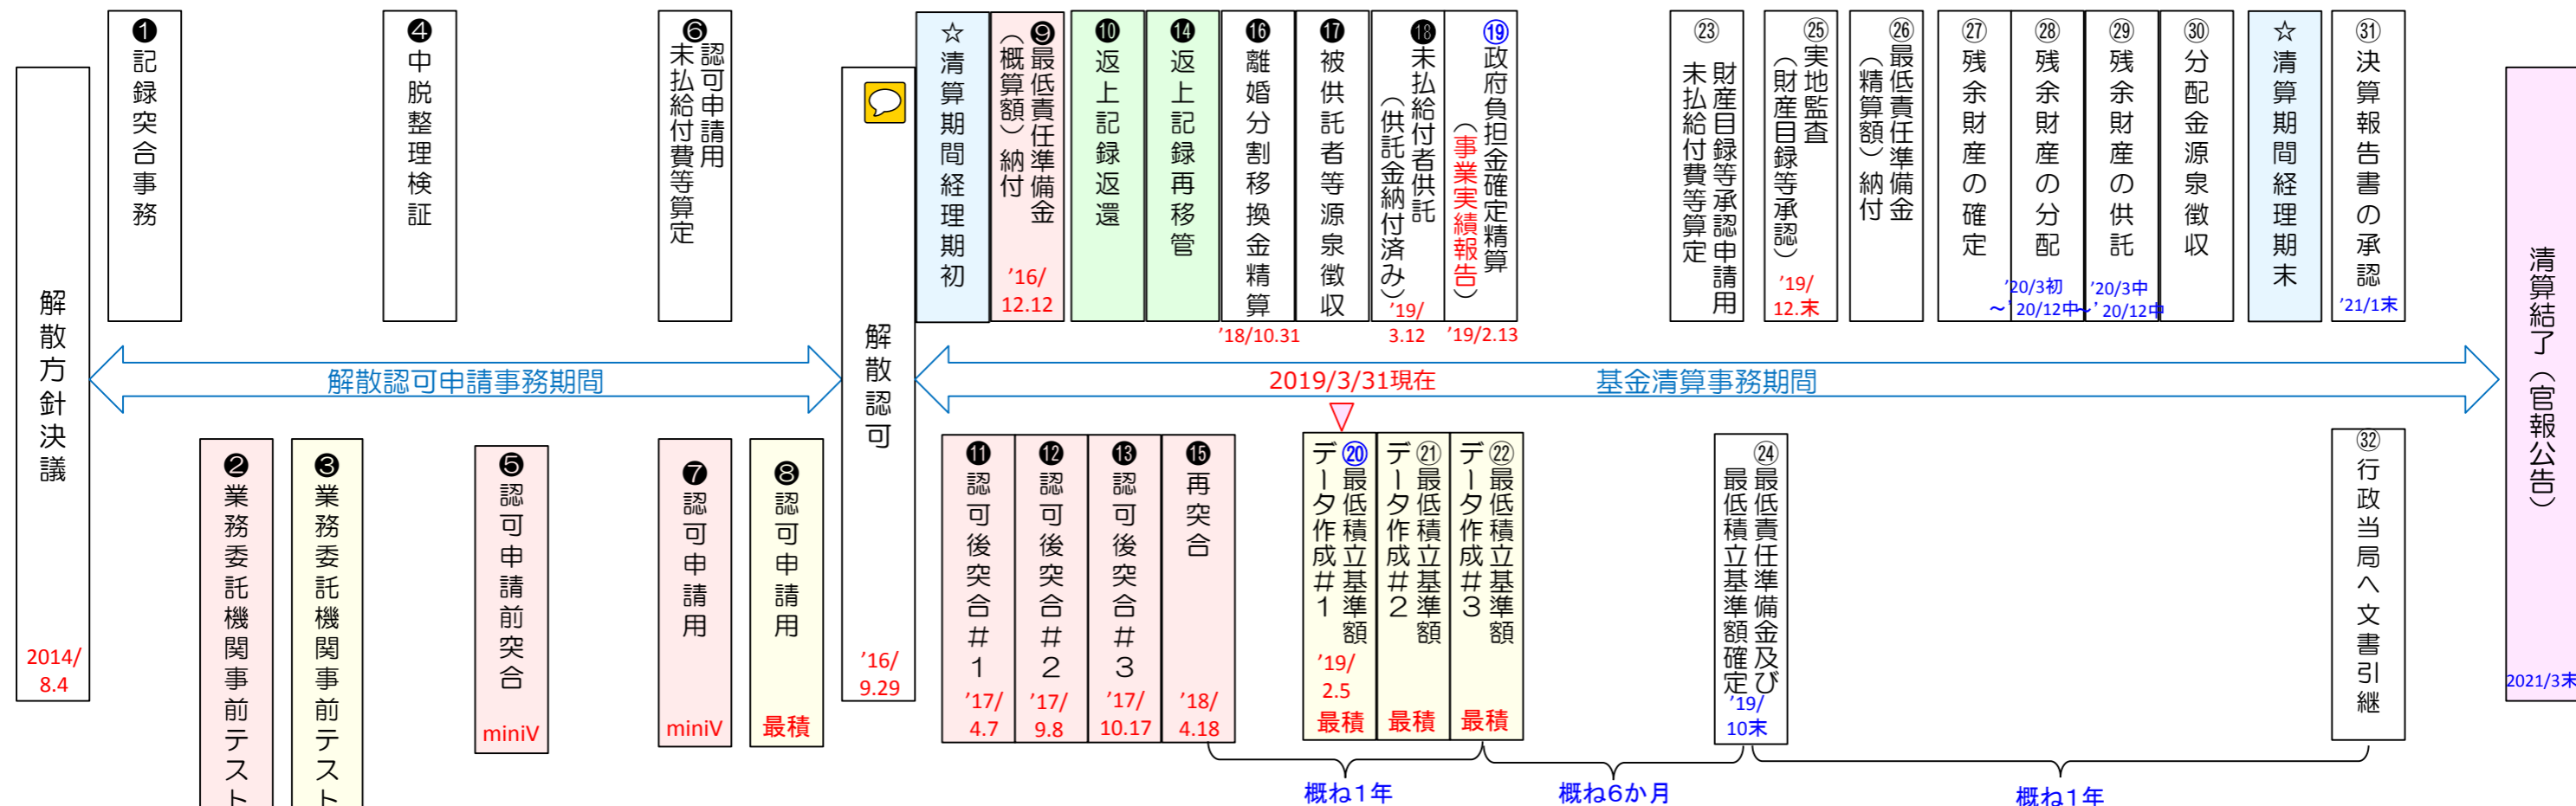 解散方針決議
2014/
8.4
❶記録突合事務
❷業務委託機関事前テスト
❸業務委託機関事前テスト
❹中脱整理検証
❺認可申請前突合
miniV
❻認可申請用
未払給付費等算定
❼認可申請用
miniV
❽認可申請用
最積
解散認可申請事務期間
解散認可
'16/
9.29
☆清算期間経理期初
❾最低責任準備金
(概算額)納付
'16/
12.12
❿返上記録返還
⓮返上記録再移管
⓰離婚分割移換金精算
'18/10.31
⓱被供託者等源泉徴収
⓲未払給付者供託
(供託金納付済み)
'19/
3.12
⑲政府負担金確定精算
(事業実績報告)
'19/2.13
㉓財産目録等承認申請用
未払給付費等算定
㉕実地監査
(財産目録等承認)
'19/
12.末
㉖最低責任準備金
(精算額)納付
㉗残余財産の確定
㉘残余財産の分配
'20/3初
~'20/12中
㉙残余財産の供託
'20/3中
~'20/12中
㉚分配金源泉徴収
☆清算期間経理期末
㉛決算報告書の承認
'21/1末
2019/3/31現在
基金清算事務期間
⓫認可後突合#1
'17/
4.7
⓬認可後突合#2
'17/
9.8
⓭認可後突合#3
'17/
10.17
⓯再突合
'18/
4.18
⑳最低積立基準額
データ作成#1
'19/
2.5
最積
㉑最低積立基準額
データ作成#2
最積
㉒最低積立基準額
データ作成#3
最積
㉔最低責任準備金及び
最低積立基準額確定
'19/
10末
㉜行政当局へ文書引継
概ね1年
概ね6か月
概ね1年
清算結了(官報公告)
2021/3末